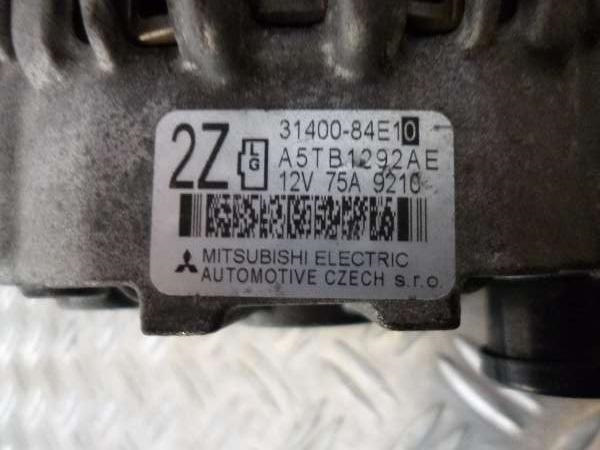 2Z
L
G
31400-84E10
A5TB1292AE
12V 75A 9210
MITSUBISHI ELECTRIC
AUTOMOTIVE CZECH s.r.o.